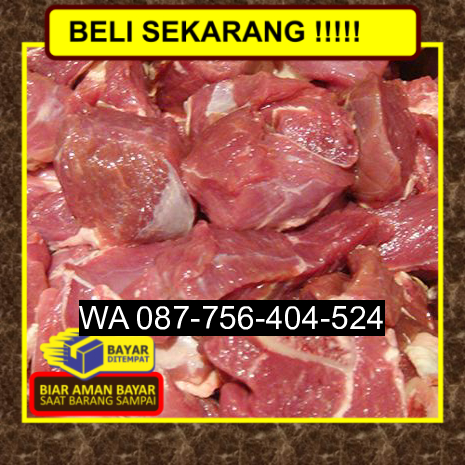 BELI SEKARANG !!!!!
WA 087-756-404-524
BAYAR
DITEMPAT
BIAR AMAN BAYAR
SAAT BARANG SAMPAI